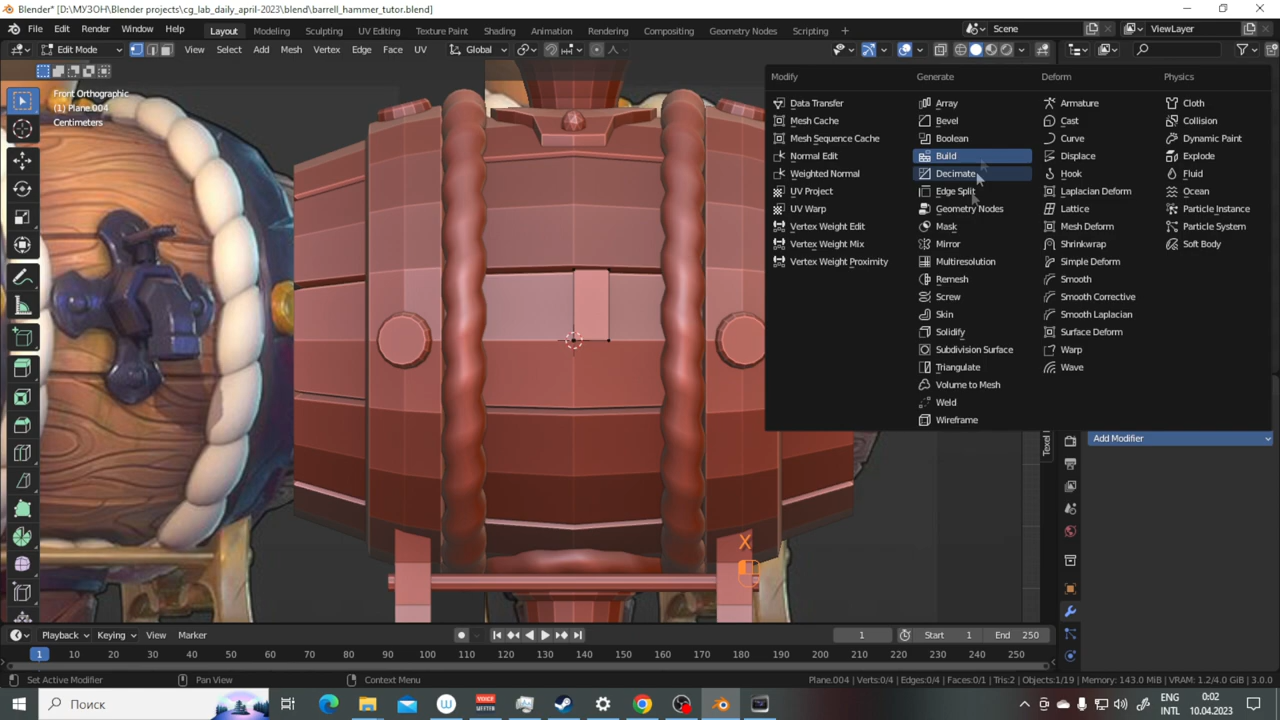 Blender* [D:\МУЗОН\Blender projects\cg_lab_daily_april-2023\blend\barrell_hammer_tutor.blend]
File Edit Render Window Help Layout Modeling Sculpting UV Editing Texture Paint Shading Animation Rendering Compositing Geometry Nodes Scripting + Scene ViewLayer
Edit Mode View Select Add Mesh Vertex Edge Face UV Global
Front Orthographic
(1) Plane.004
Centimeters
Modify Generate Deform Physics
Data Transfer Array Armature Cloth
Mesh Cache Bevel Cast Collision
Mesh Sequence Cache Boolean Curve Dynamic Paint
Normal Edit Build Displace Explode
Weighted Normal Decimate Hook Fluid
UV Project Edge Split Laplacian Deform Ocean
UV Warp Geometry Nodes Lattice Particle Instance
Vertex Weight Edit Mask Mesh Deform Particle System
Vertex Weight Mix Mirror Shrinkwrap Soft Body
Vertex Weight Proximity Multiresolution Simple Deform
Remesh Smooth
Screw Smooth Corrective
Skin Smooth Laplacian
Solidify Surface Deform
Subdivision Surface Warp
Triangulate Wave
Volume to Mesh
Weld
Wireframe
Add Modifier
Texel
X
Playback Keying View Marker 1 Start 1 End 250
1 10 20 30 40 50 60 70 80 90 100 110 120 130 140 150 160 170 180 190 200 210 220 230 240 250
Set Active Modifier Pan View Context Menu Plane.004 | Verts:0/4 | Edges:0/4 | Faces:0/1 | Tris:2 | Objects:1/19 | Memory: 143.0 MiB | VRAM: 1.2/4.0 GiB | 3.0.0
Поиск VOICE ENG 0:02
INTL 10.04.2023